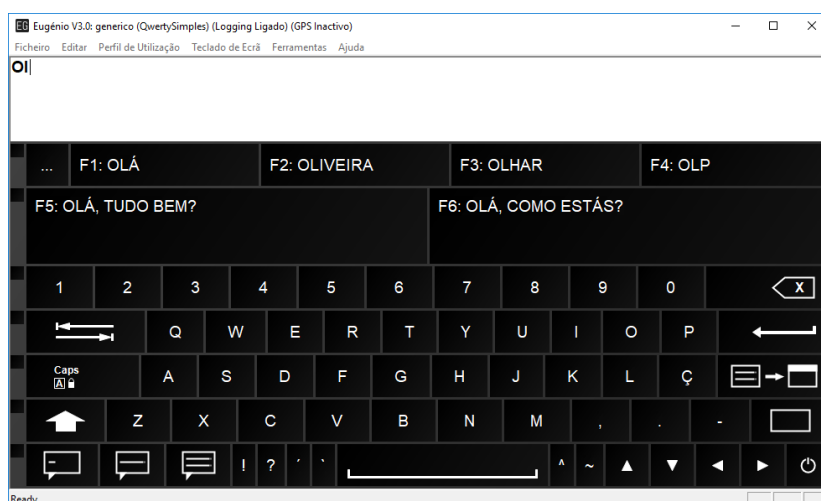 EG Eugénio V3.0: generico (QwertySimples) (Logging Ligado) (GPS Inactivo)
Ficheiro Editar Perfil de Utilização Teclado de Ecrã Ferramentas Ajuda
Ol
... F1: OLÁ F2: OLIVEIRA F3: OLHAR F4: OLP
F5: OLÁ, TUDO BEM? F6: OLÁ, COMO ESTÁS?
1 2 3 4 5 6 7 8 9 0 X
Q W E R T Y U I O P
Caps A A S D F G H J K L Ç
Z X C V B N M , . -
! ? ´ ` ^ ~
Ready